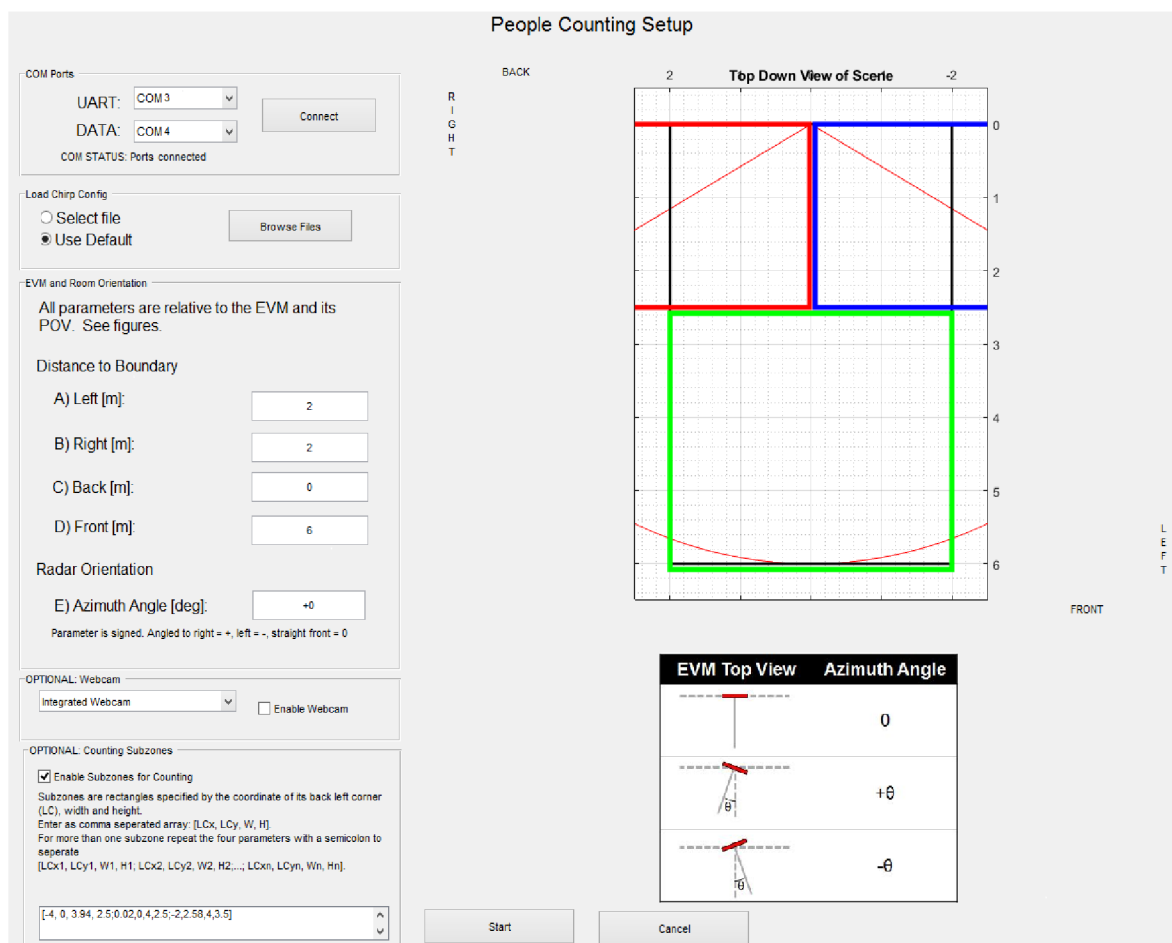 People Counting Setup
COM Ports
UART: COM3
DATA: COM4
Connect
COM STATUS: Ports connected
Load Chirp Config
Select file
Use Default
Browse Files
EVM and Room Orientation
All parameters are relative to the EVM and its
POV. See figures.
Distance to Boundary
A) Left [m]: 2
B) Right [m]: 2
C) Back [m]: 0
D) Front [m]: 6
Radar Orientation
E) Azimuth Angle [deg]: +0
Parameter is signed. Angled to right = +, left = -, straight front = 0
OPTIONAL: Webcam
Integrated Webcam
Enable Webcam
OPTIONAL: Counting Subzones
Enable Subzones for Counting
Subzones are rectangles specified by the coordinate of its back left corner
(LC), width and height.
Enter as comma seperated array: [LCx, LCy, W, H].
For more than one subzone repeat the four parameters with a semicolon to
seperate
[LCx1, LCy1, W1, H1; LCx2, LCy2, W2, H2;...; LCxn, LCyn, Wn, Hn].
[-4, 0, 3.94, 2.5;0.02,0,4,2.5;-2,2.58,4,3.5]
BACK
RIGHT
2 Top Down View of Scene -2
0
1
2
3
4
5
6
LEFT
FRONT
EVM Top View Azimuth Angle
0
θ +θ
θ -θ
Start
Cancel